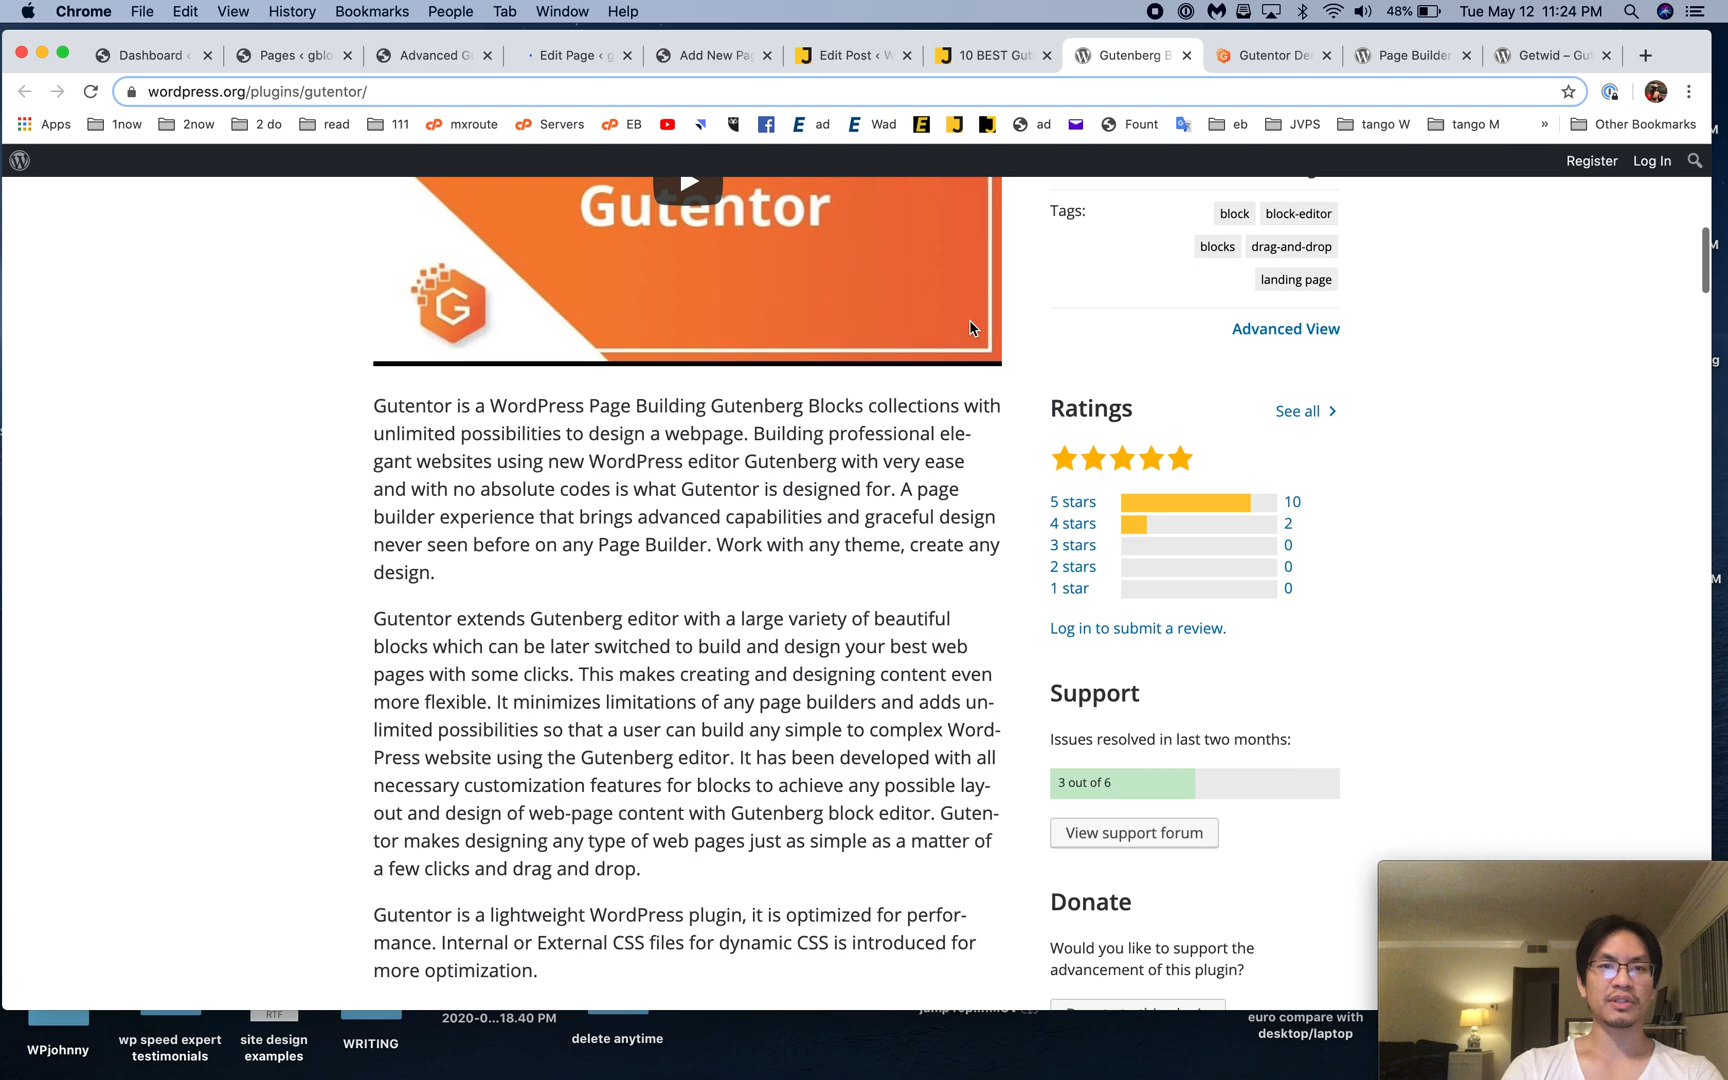 Chrome File Edit View History Bookmarks People Tab Window Help 48% Tue May 12 11:24 PM
Dashboard ‹ Pages ‹ gblo Advanced G Edit Page ‹ g Add New Pag Edit Post ‹ W 10 BEST Gut Gutenberg B Gutentor De Page Builder Getwid – Gut
wordpress.org/plugins/gutentor/
Apps 1now 2now 2 do read 111 mxroute Servers EB ad Wad ad Fount eb JVPS tango W tango M » Other Bookmarks
Register Log In
Gutentor
Gutentor is a WordPress Page Building Gutenberg Blocks collections with
unlimited possibilities to design a webpage. Building professional ele-
gant websites using new WordPress editor Gutenberg with very ease
and with no absolute codes is what Gutentor is designed for. A page
builder experience that brings advanced capabilities and graceful design
never seen before on any Page Builder. Work with any theme, create any
design.
Gutentor extends Gutenberg editor with a large variety of beautiful
blocks which can be later switched to build and design your best web
pages with some clicks. This makes creating and designing content even
more flexible. It minimizes limitations of any page builders and adds un-
limited possibilities so that a user can build any simple to complex Word-
Press website using the Gutenberg editor. It has been developed with all
necessary customization features for blocks to achieve any possible lay-
out and design of web-page content with Gutenberg block editor. Guten-
tor makes designing any type of web pages just as simple as a matter of
a few clicks and drag and drop.
Gutentor is a lightweight WordPress plugin, it is optimized for perfor-
mance. Internal or External CSS files for dynamic CSS is introduced for
more optimization.
Tags:
block block-editor
blocks drag-and-drop
landing page
Advanced View
Ratings See all
5 stars 10
4 stars 2
3 stars 0
2 stars 0
1 star 0
Log in to submit a review.
Support
Issues resolved in last two months:
3 out of 6
View support forum
Donate
Would you like to support the
advancement of this plugin?
WPjohnny
wp speed expert
testimonials
RTF
site design
examples
WRITING
2020-0...18.40 PM
delete anytime
euro compare with
desktop/laptop